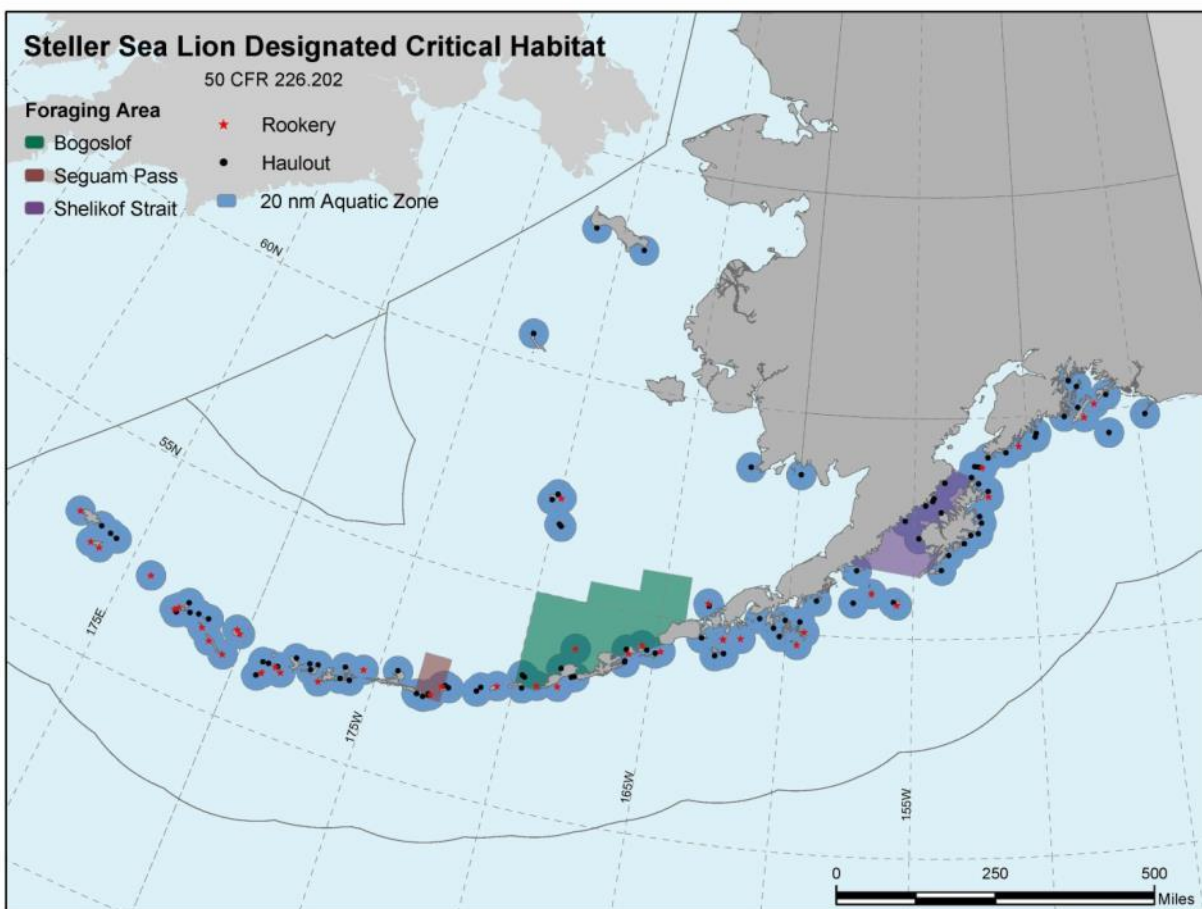 Steller Sea Lion Designated Critical Habitat
50 CFR 226.202
Foraging Area
Bogoslof
Seguam Pass
Shelikof Strait
Rookery
Haulout
20 nm Aquatic Zone
60N
55N
175E
175W
165W
155W
0 250 500
Miles